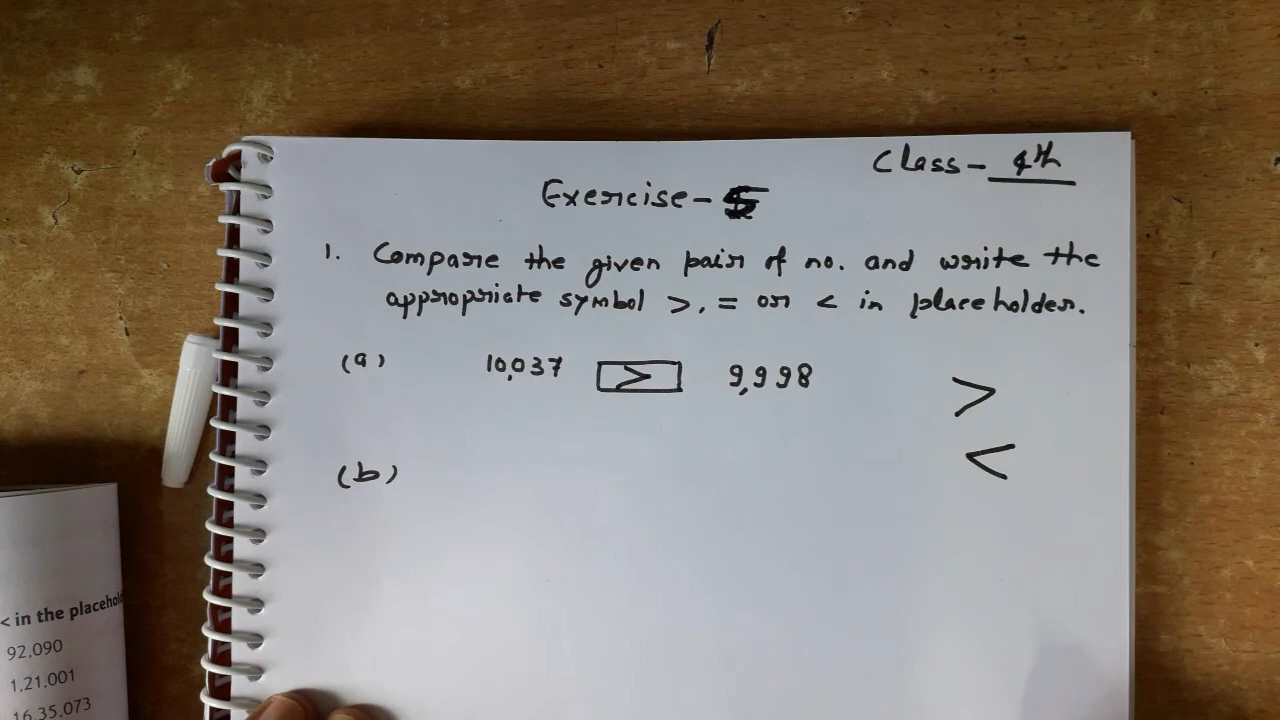 Class- 4th
Exercise- 5
1. Compare the given pair of no. and write the
appropriate symbol >, = or < in placeholder.
(a) 10,037 > 9,998
>
<
(b)
< in the placehol
92,090
1,21,001
16,35,073